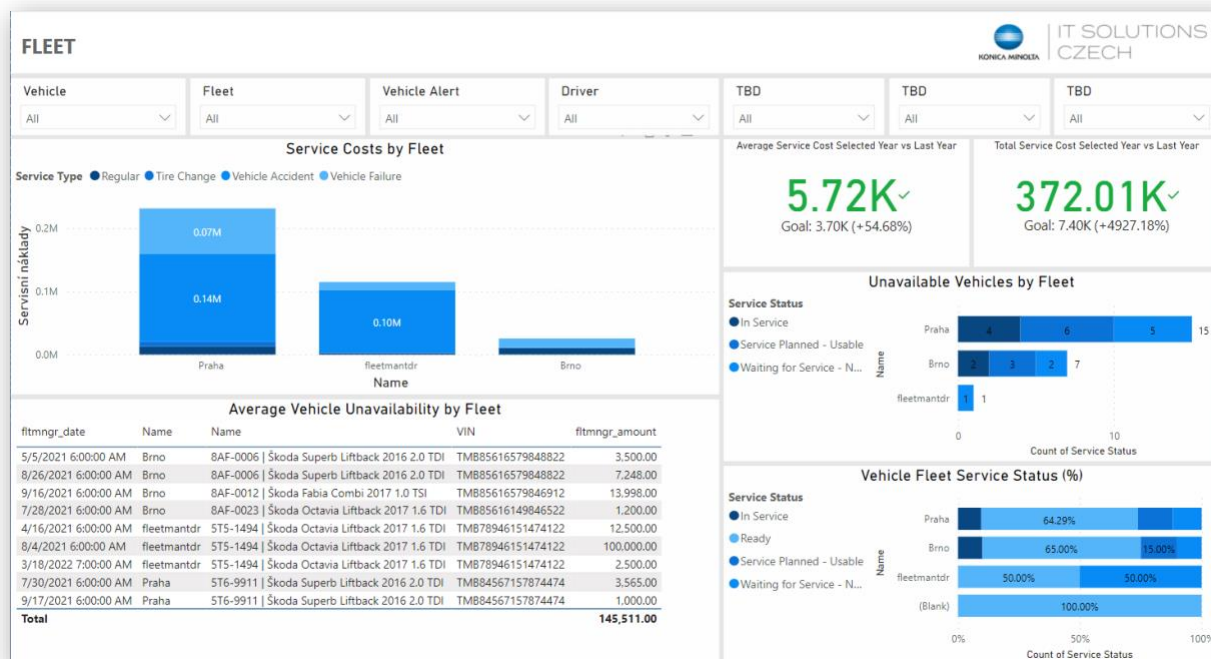 FLEET
KONICA MINOLTA
IT SOLUTIONS
CZECH
Vehicle
All
Fleet
All
Vehicle Alert
All
Driver
All
TBD
All
TBD
All
TBD
All
Service Costs by Fleet
Service Type Regular Tire Change Vehicle Accident Vehicle Failure
Servisní náklady
0.2M
0.1M
0.0M
0.07M
0.14M
0.10M
Praha
fleetmantdr
Brno
Name
Average Service Cost Selected Year vs Last Year
5.72K
Goal: 3.70K (+54.68%)
Total Service Cost Selected Year vs Last Year
372.01K
Goal: 7.40K (+4927.18%)
Unavailable Vehicles by Fleet
Service Status
In Service
Service Planned - Usable
Waiting for Service - N...
Name
Praha 4 6 5 15
Brno 2 3 2 7
fleetmantdr 1 1
0 10
Count of Service Status
Average Vehicle Unavailability by Fleet
fltmngr_date Name Name VIN fltmngr_amount
5/5/2021 6:00:00 AM Brno 8AF-0006 | Škoda Superb Liftback 2016 2.0 TDI TMB85616579848822 3,500.00
8/26/2021 6:00:00 AM Brno 8AF-0006 | Škoda Superb Liftback 2016 2.0 TDI TMB85616579848822 7,248.00
9/16/2021 6:00:00 AM Brno 8AF-0012 | Škoda Fabia Combi 2017 1.0 TSI TMB85616579846912 13,998.00
7/28/2021 6:00:00 AM Brno 8AF-0023 | Škoda Octavia Liftback 2017 1.6 TDI TMB85616149846522 1,200.00
4/16/2021 6:00:00 AM fleetmantdr 5T5-1494 | Škoda Octavia Liftback 2017 1.6 TDI TMB78946151474122 12,500.00
8/4/2021 6:00:00 AM fleetmantdr 5T5-1494 | Škoda Octavia Liftback 2017 1.6 TDI TMB78946151474122 100,000.00
3/18/2022 7:00:00 AM fleetmantdr 5T5-1494 | Škoda Octavia Liftback 2017 1.6 TDI TMB78946151474122 2,500.00
7/30/2021 6:00:00 AM Praha 5T6-9911 | Škoda Superb Liftback 2016 2.0 TDI TMB84567157874474 3,565.00
9/17/2021 6:00:00 AM Praha 5T6-9911 | Škoda Superb Liftback 2016 2.0 TDI TMB84567157874474 1,000.00
Total 145,511.00
Vehicle Fleet Service Status (%)
Service Status
In Service
Ready
Service Planned - Usable
Waiting for Service - N...
Name
Praha 64.29%
Brno 65.00% 15.00%
fleetmantdr 50.00% 50.00%
(Blank) 100.00%
0% 50% 100%
Count of Service Status